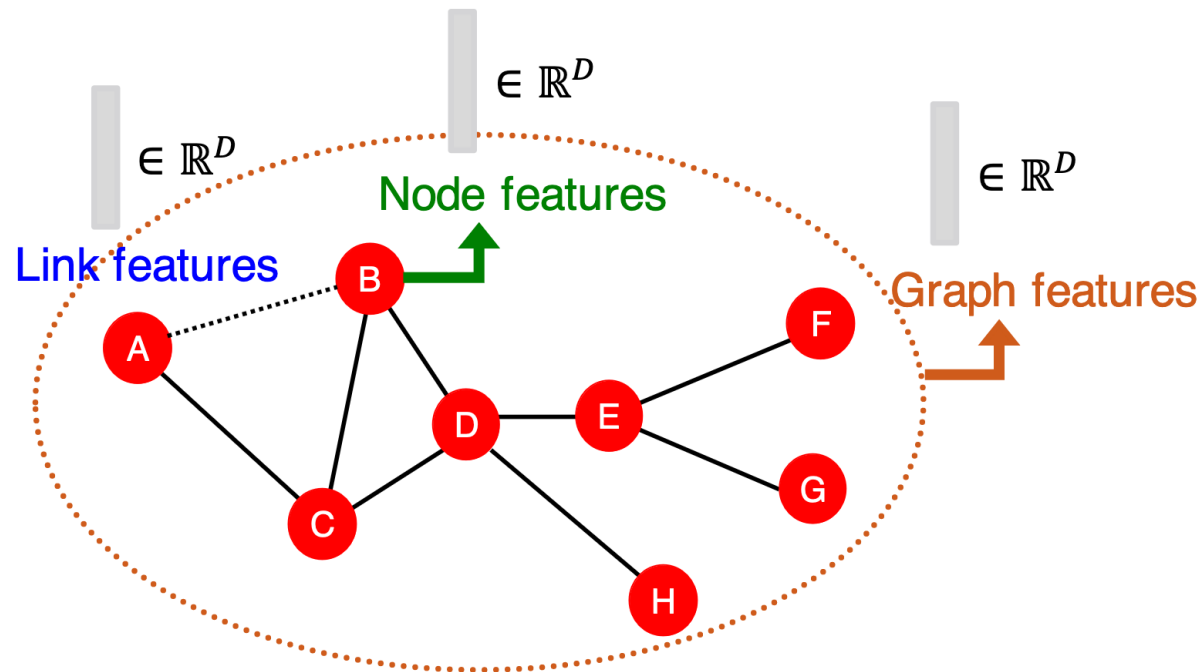 ∈ ℝ^D
∈ ℝ^D
∈ ℝ^D
Node features
Link features
B
Graph features
A
F
D
E
C
G
H